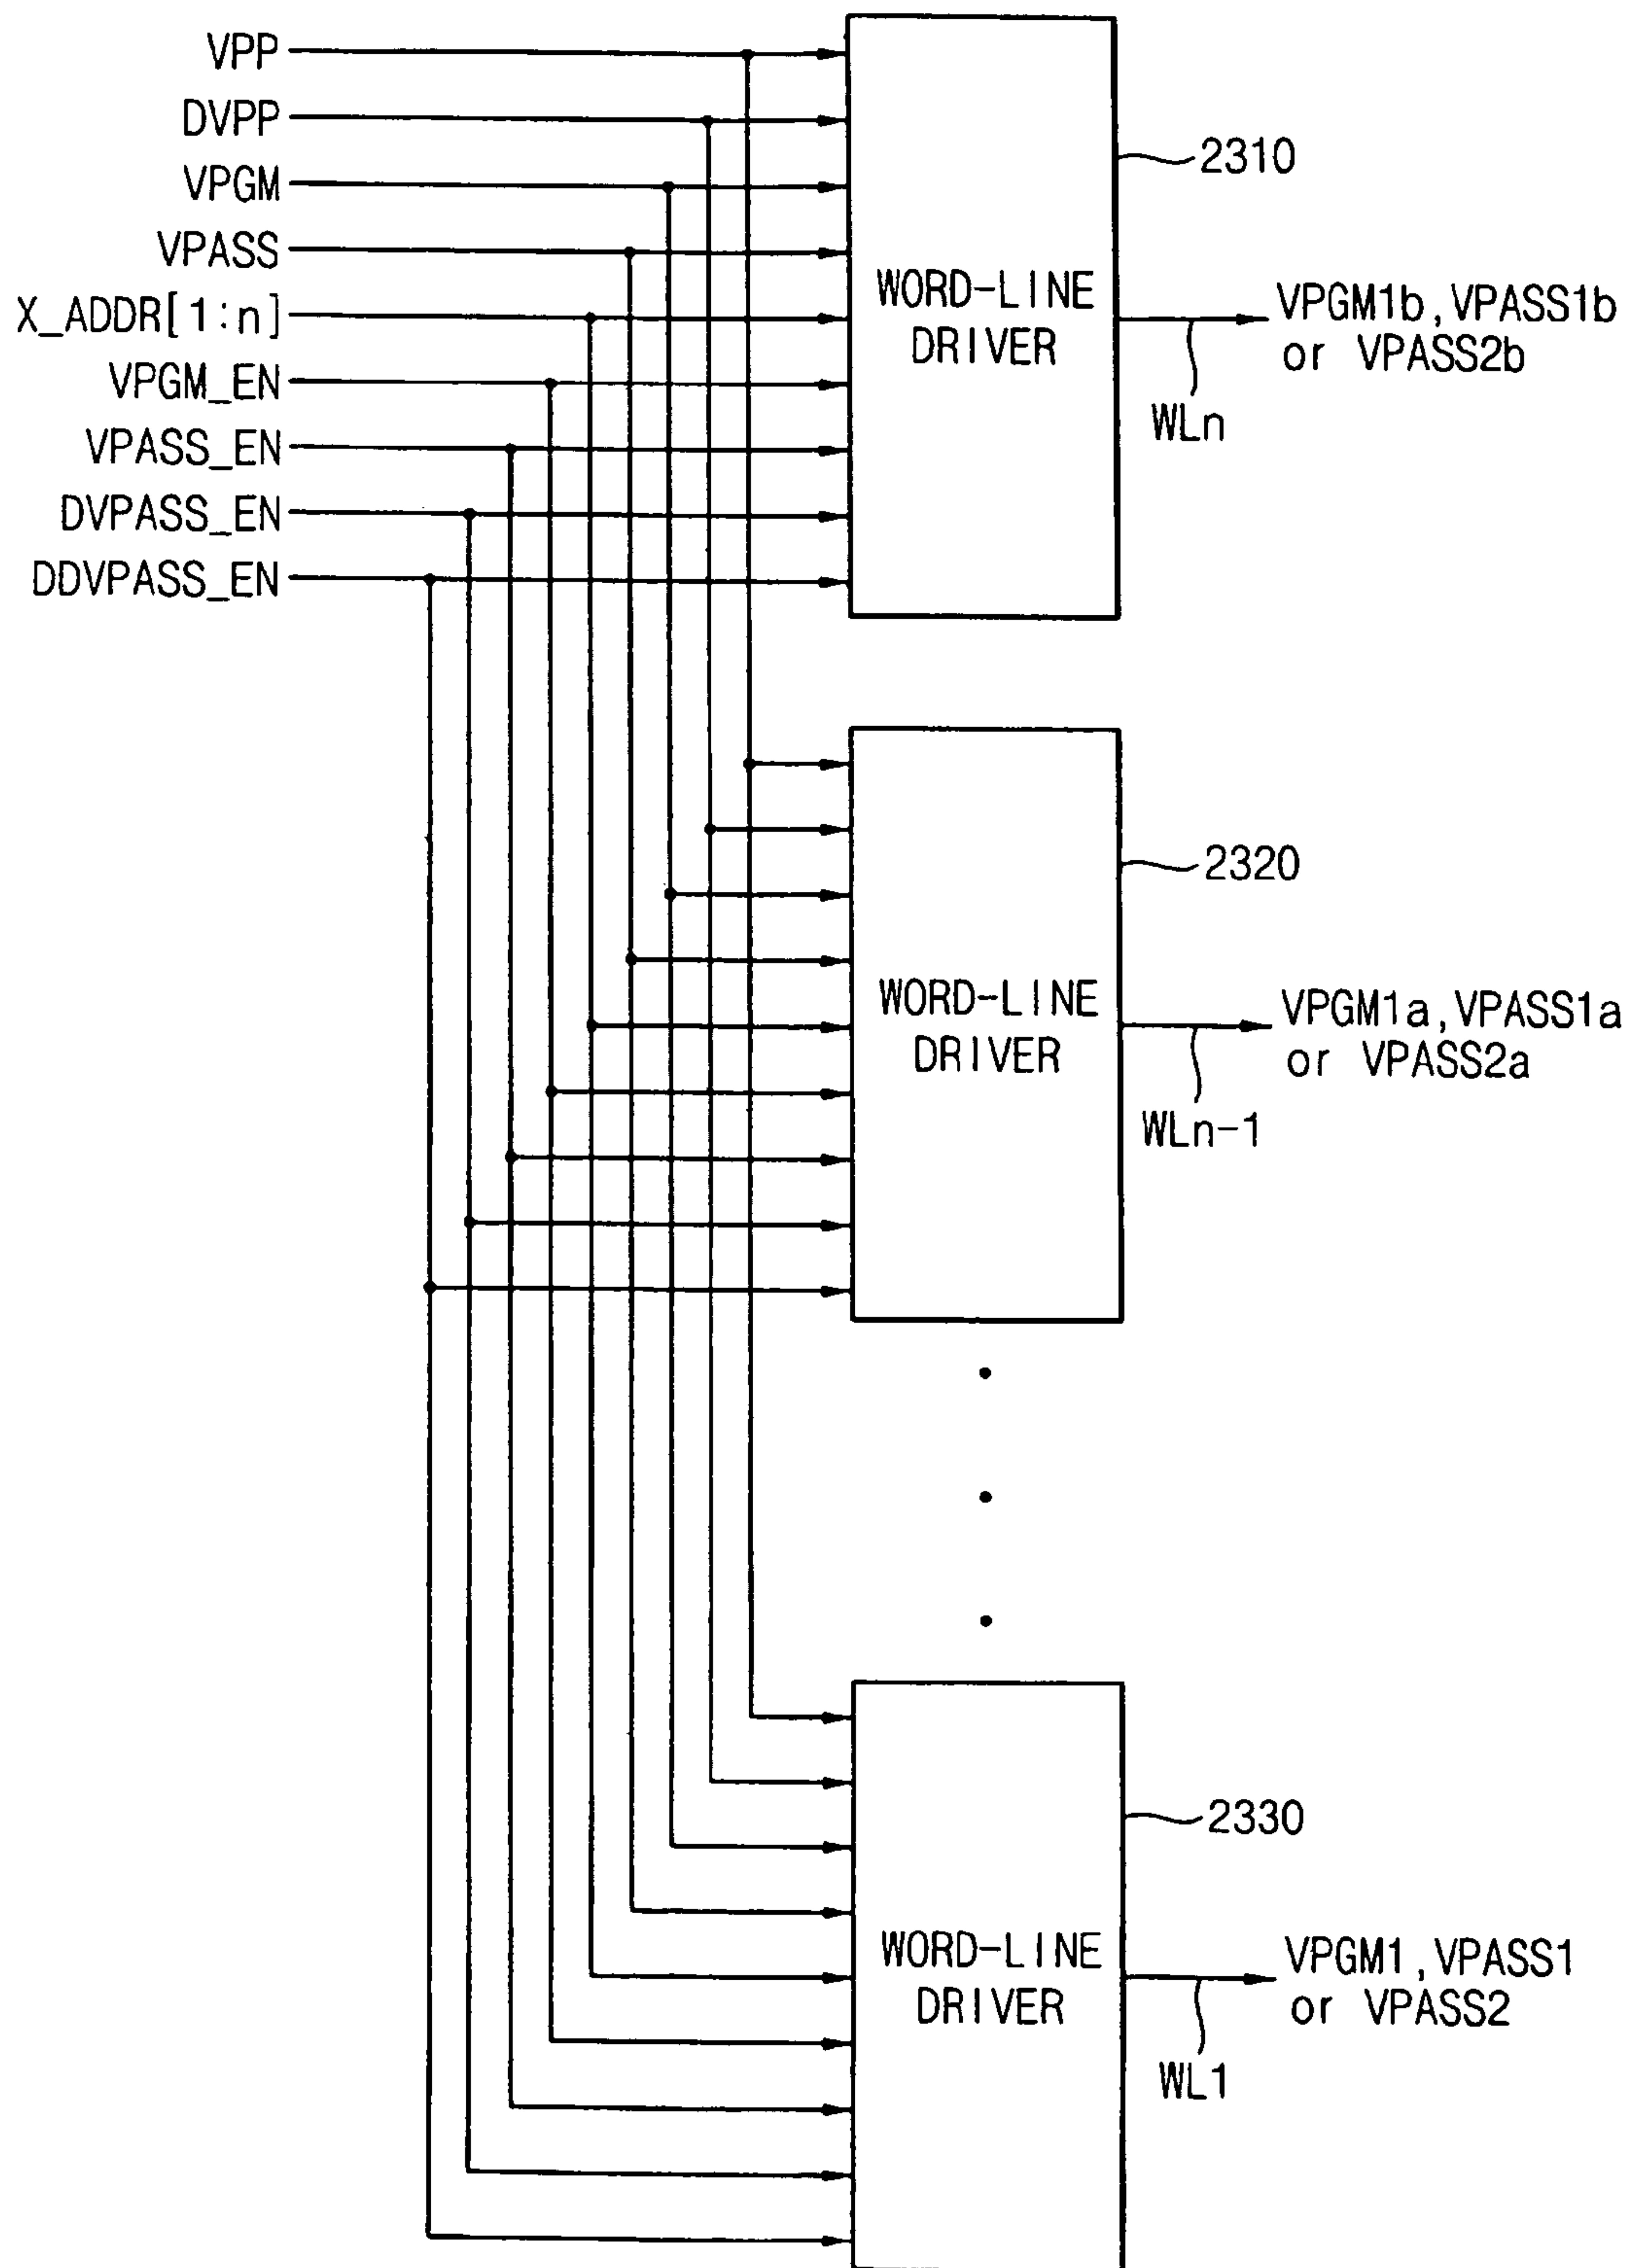 VPP
DVPP
VPGM
VPASS
X_ADDR[1:n]
VPGM_EN
VPASS_EN
DVPASS_EN
DDVPASS_EN
2310
WORD-LINE
DRIVER
VPGM1b,VPASS1b
or VPASS2b
WLn
2320
WORD-LINE
DRIVER
VPGM1a,VPASS1a
or VPASS2a
WLn-1
2330
WORD-LINE
DRIVER
VPGM1,VPASS1
or VPASS2
WL1